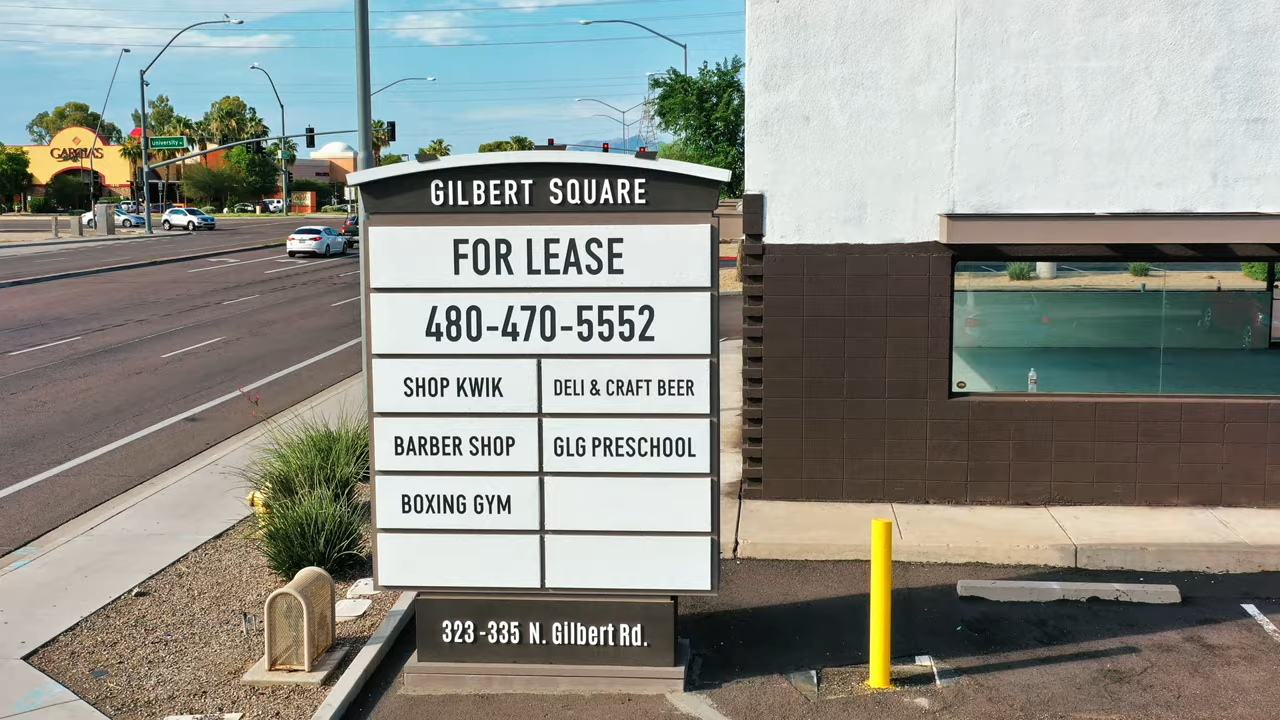 GARCIA'S
University
GILBERT SQUARE
FOR LEASE
480-470-5552
SHOP KWIK
DELI & CRAFT BEER
BARBER SHOP
GLG PRESCHOOL
BOXING GYM
323-335 N. Gilbert Rd.